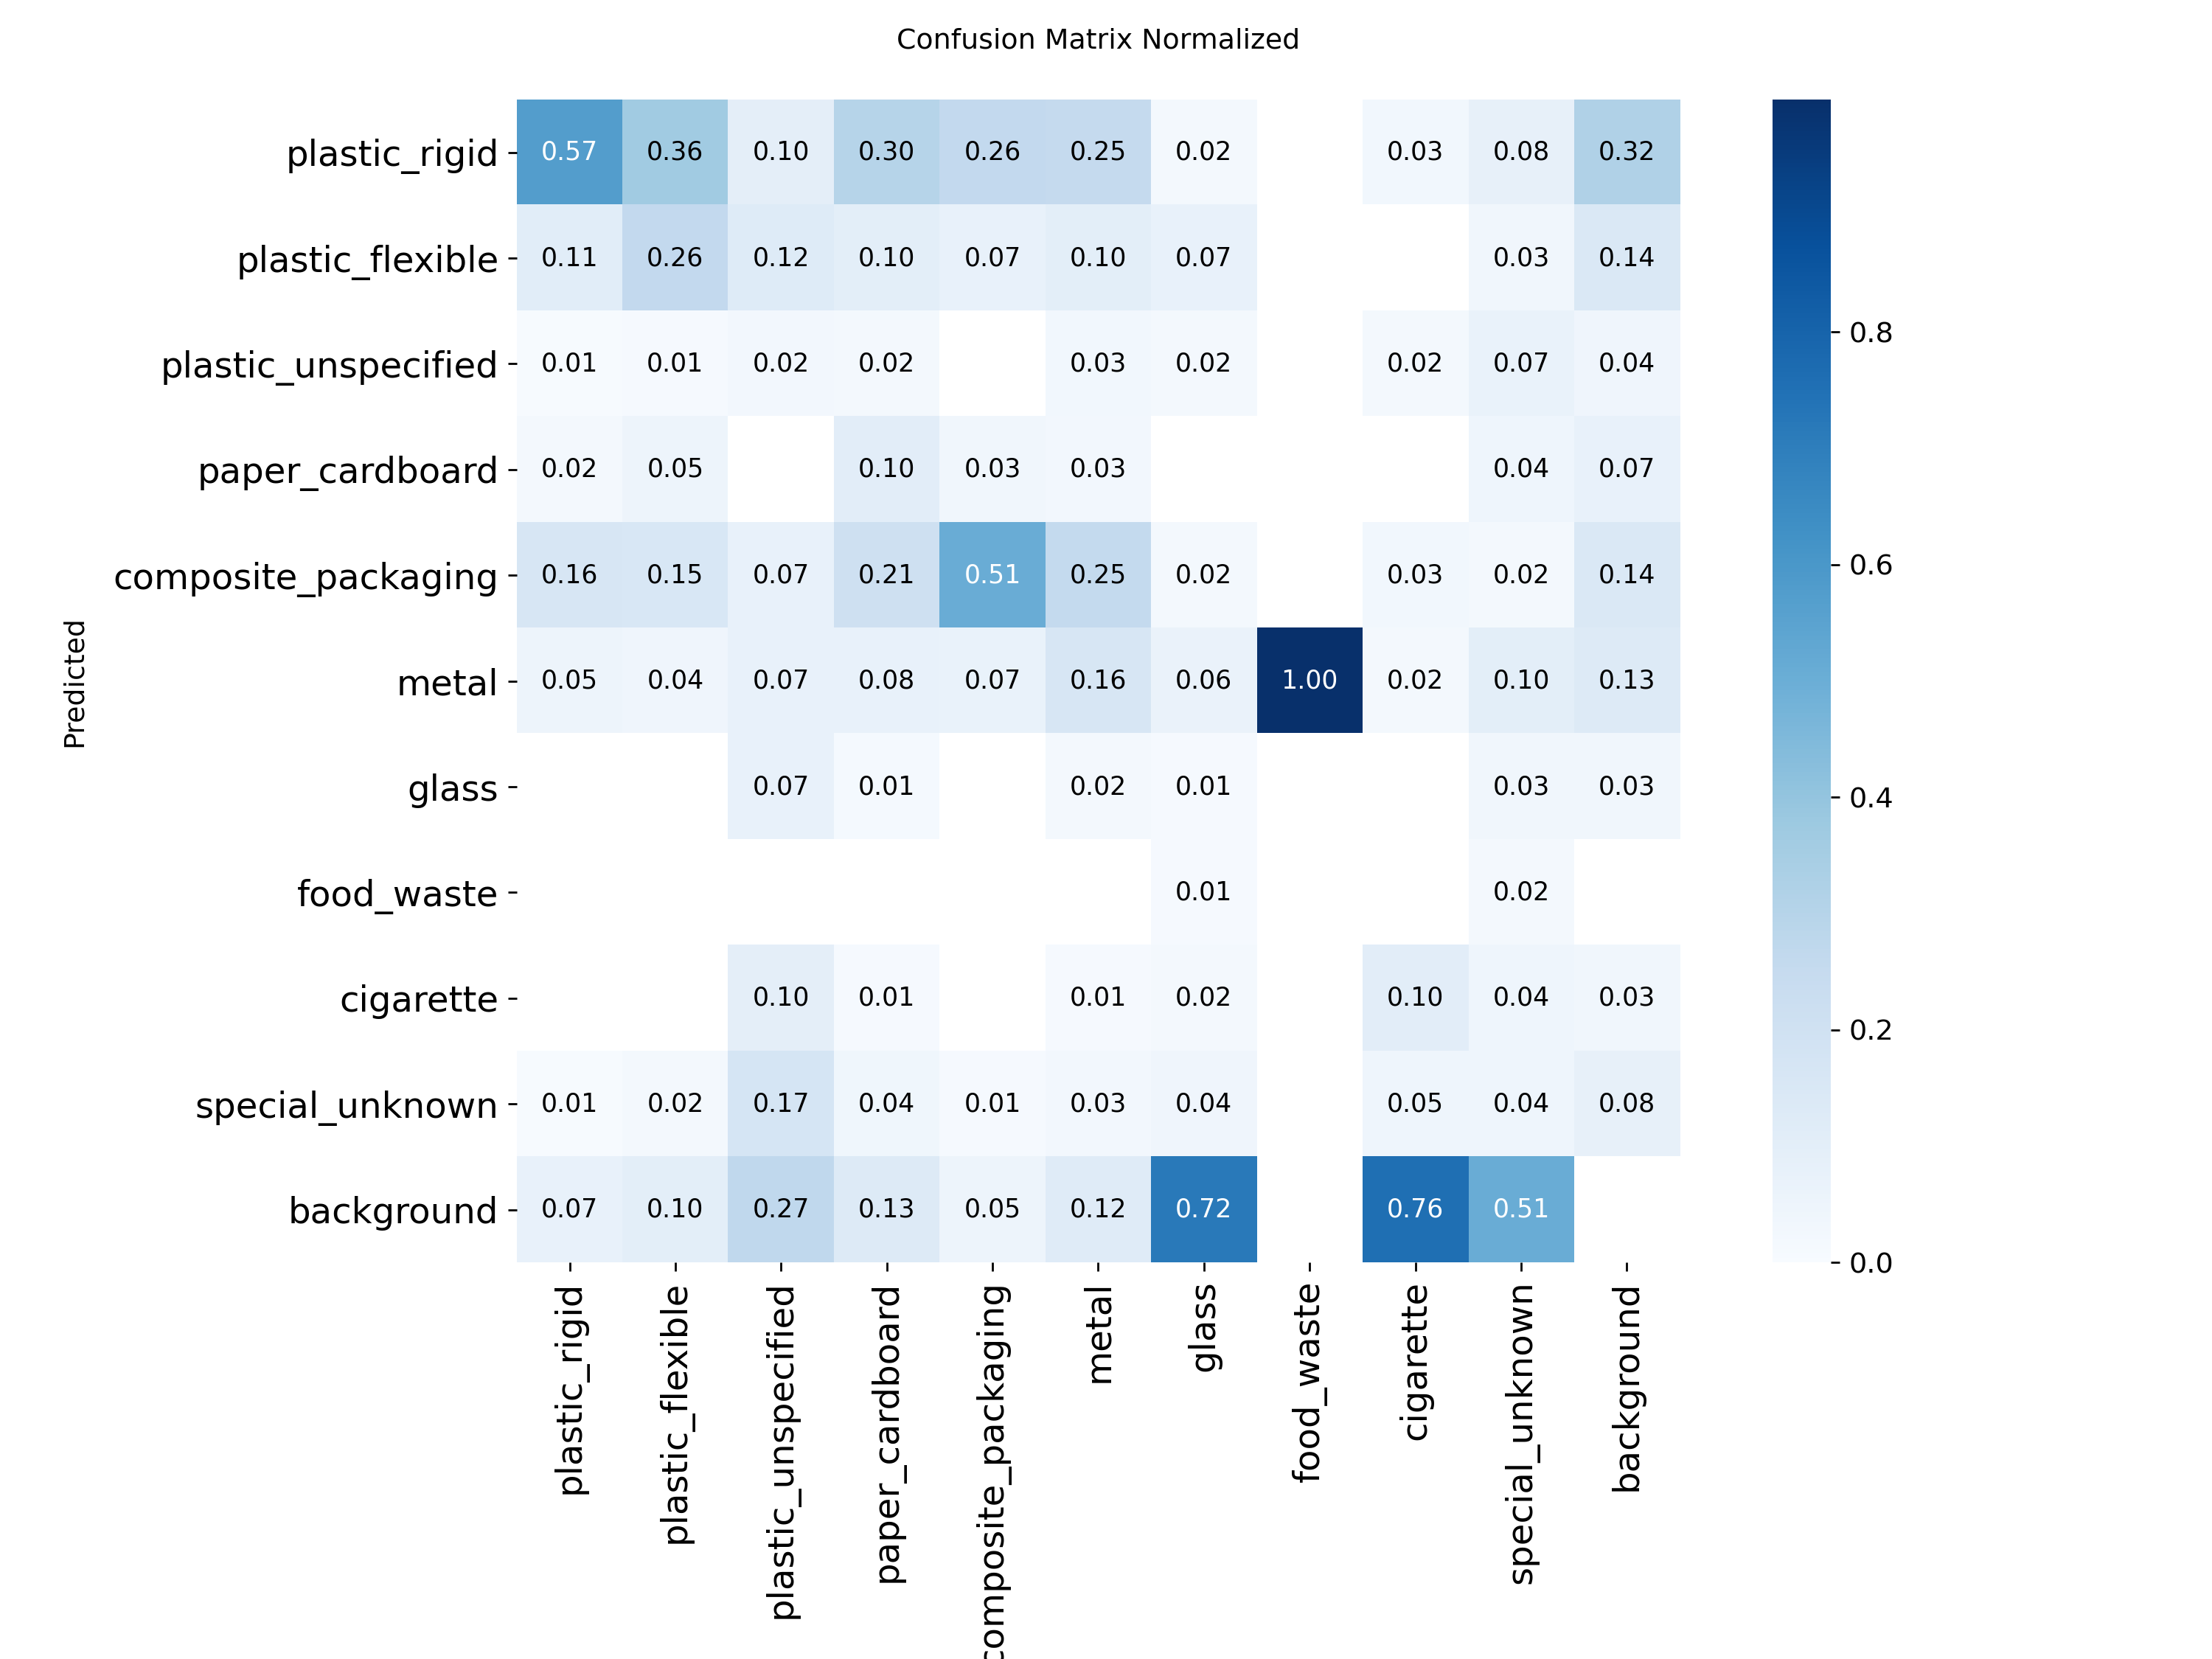 Confusion Matrix Normalized
plastic_rigid 0.57 0.36 0.10 0.30 0.26 0.25 0.02 0.03 0.08 0.32
plastic_flexible 0.11 0.26 0.12 0.10 0.07 0.10 0.07 0.03 0.14
plastic_unspecified 0.01 0.01 0.02 0.02 0.03 0.02 0.02 0.07 0.04
paper_cardboard 0.02 0.05 0.10 0.03 0.03 0.04 0.07
composite_packaging 0.16 0.15 0.07 0.21 0.51 0.25 0.02 0.03 0.02 0.14
metal 0.05 0.04 0.07 0.08 0.07 0.16 0.06 1.00 0.02 0.10 0.13
glass 0.07 0.01 0.02 0.01 0.03 0.03
food_waste 0.01 0.02
cigarette 0.10 0.01 0.01 0.02 0.10 0.04 0.03
special_unknown 0.01 0.02 0.17 0.04 0.01 0.03 0.04 0.05 0.04 0.08
background 0.07 0.10 0.27 0.13 0.05 0.12 0.72 0.76 0.51
Predicted
plastic_rigid
plastic_flexible
plastic_unspecified
paper_cardboard
composite_packaging
metal
glass
food_waste
cigarette
special_unknown
background
0.8
0.6
0.4
0.2
0.0